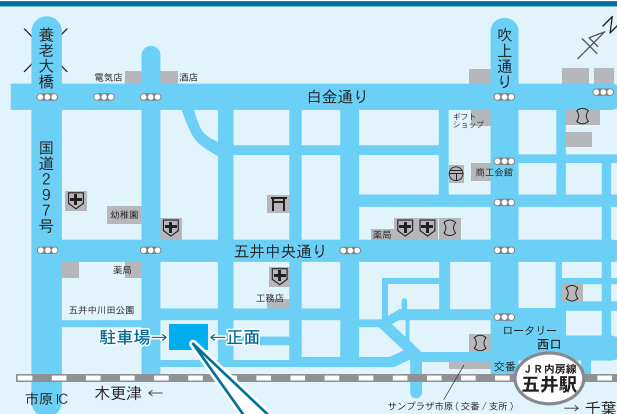 養老大橋
吹上通り
N
電気店
酒店
白金通り
ギフト
ショップ
国道297号
商工会館
幼稚園
薬局
五井中央通り
薬局
工務店
五井中川田公園
駐車場→
←正面
ロータリー
西口
交番
JR内房線
五井駅
市原IC
木更津 ←
サンプラザ市原(交番/支所)
→ 千葉